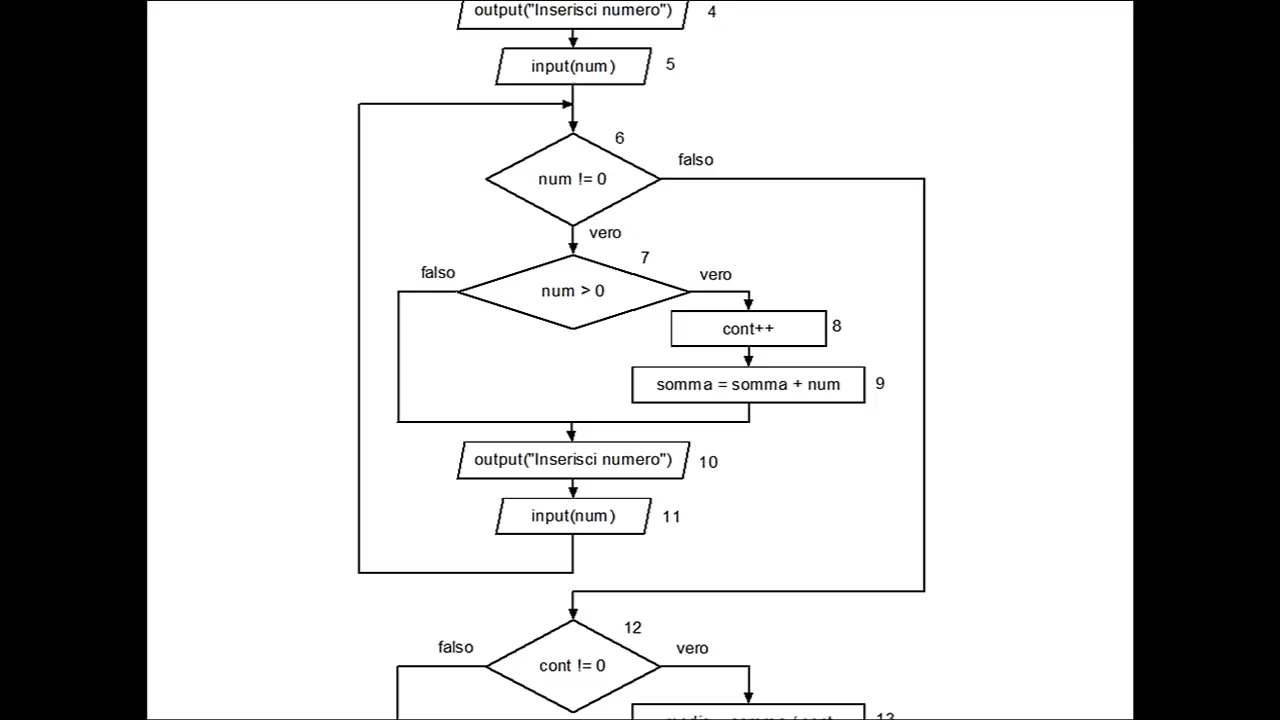 output("Inserisci numero") 4
input(num) 5
6
num != 0
falso
vero
7
num > 0
falso
vero
cont++ 8
somma = somma + num 9
output("Inserisci numero") 10
input(num) 11
12
cont != 0
falso
vero
13